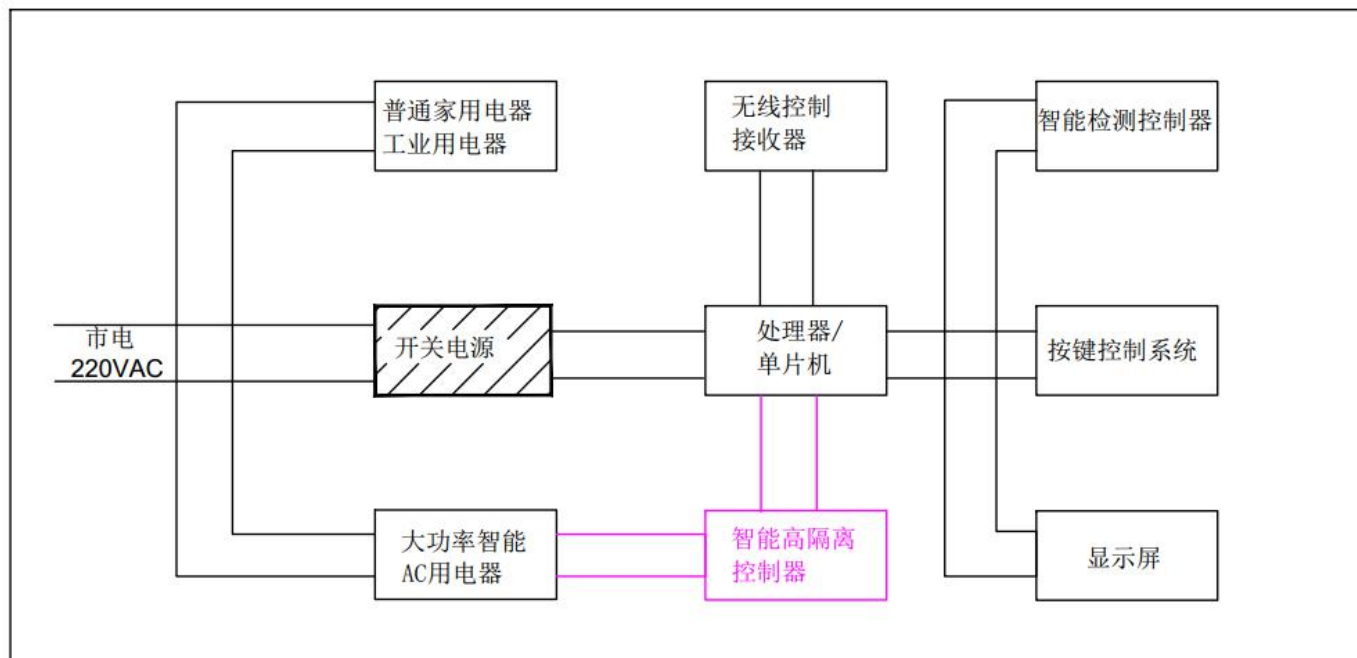 普通家用电器
工业用电器
无线控制
接收器
智能检测控制器
市电
220VAC
开关电源
处理器/
单片机
按键控制系统
大功率智能
AC用电器
智能高隔离
控制器
显示屏